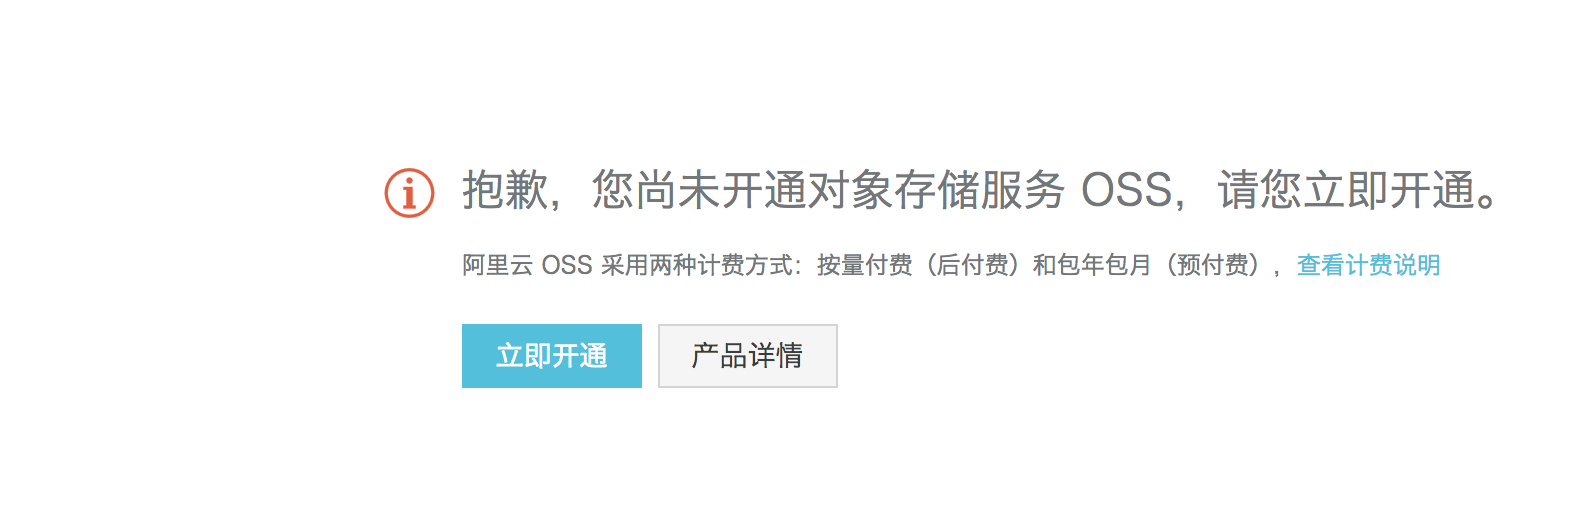 抱歉，您尚未开通对象存储服务 OSS，请您立即开通。
阿里云 OSS 采用两种计费方式：按量付费（后付费）和包年包月（预付费），查看计费说明
立即开通 产品详情